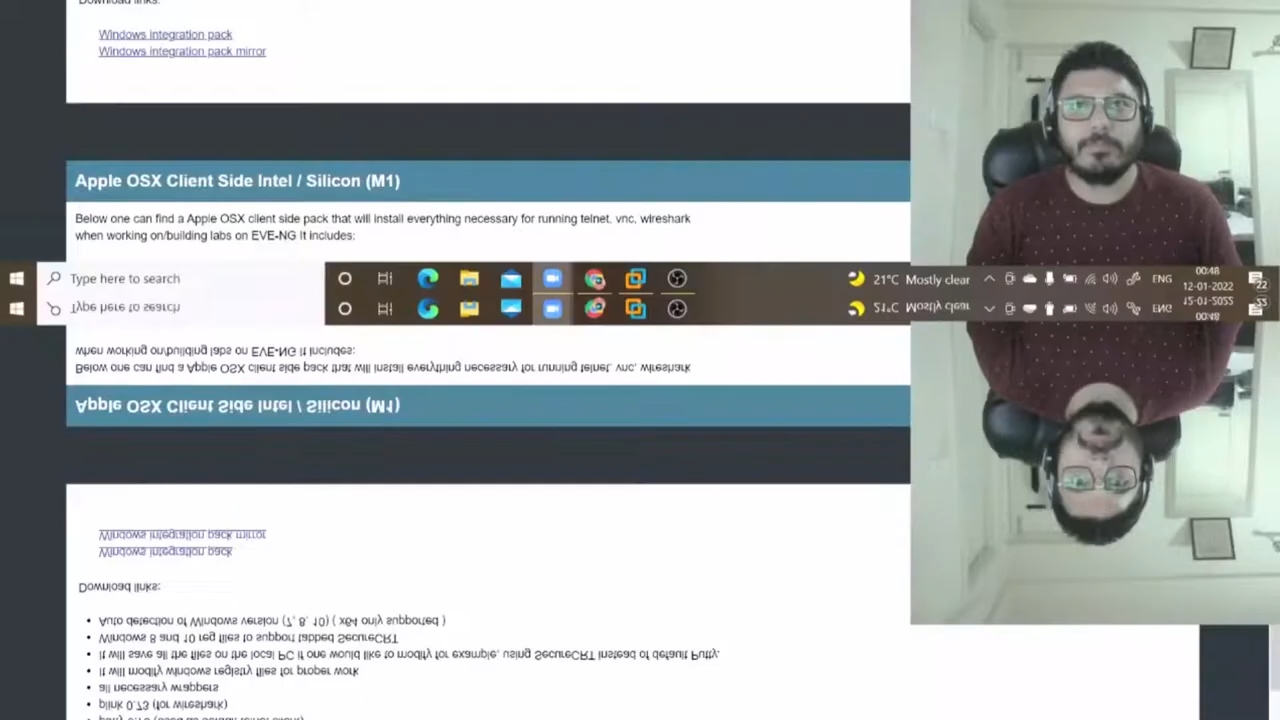 Download links:
Windows integration pack
Windows integration pack mirror
Apple OSX Client Side Intel / Silicon (M1)
Below one can find a Apple OSX client side pack that will install everything necessary for running telnet, vnc, wireshark
when working on/building labs on EVE-NG It includes:
Type here to search
21°C Mostly clear
ENG
00:48
12-01-2022
22
Type here to search
21°C Mostly clear
ENG
12-01-2022
00:48
22
when working on/building labs on EVE-NG It includes:
Below one can find a Apple OSX client side pack that will install everything necessary for running telnet, vnc, wireshark
Apple OSX Client Side Intel / Silicon (M1)
Windows integration pack mirror
Windows integration pack
Download links:
• Auto detection of Windows version (7, 8, 10) ( x64 only supported )
• Windows 8 and 10 reg files to support tabbed SecureCRT
• It will save all the files on the local PC if one would like to modify for example, using SecureCRT instead of default Putty.
• It will modify windows registry files for proper work
• all necessary wrappers
• plink 0.73 (for wireshark)